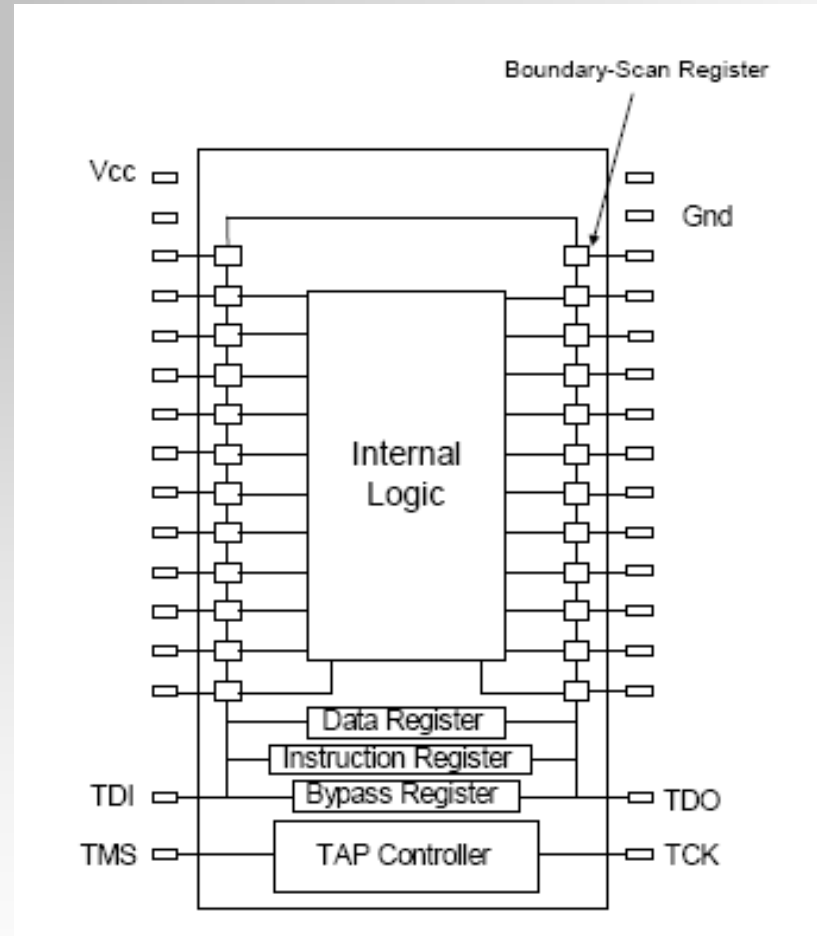 Boundary-Scan Register
Vcc
Gnd
Internal
Logic
Data Register
Instruction Register
TDI
Bypass Register
TDO
TMS
TAP Controller
TCK